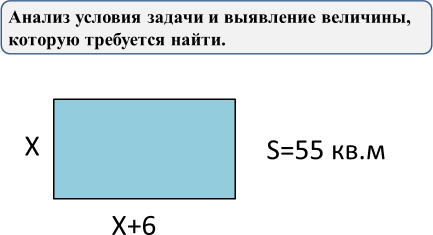 Анализ условия задачи и выявление величины,
которую требуется найти.
X
S=55 кв.м
X+6